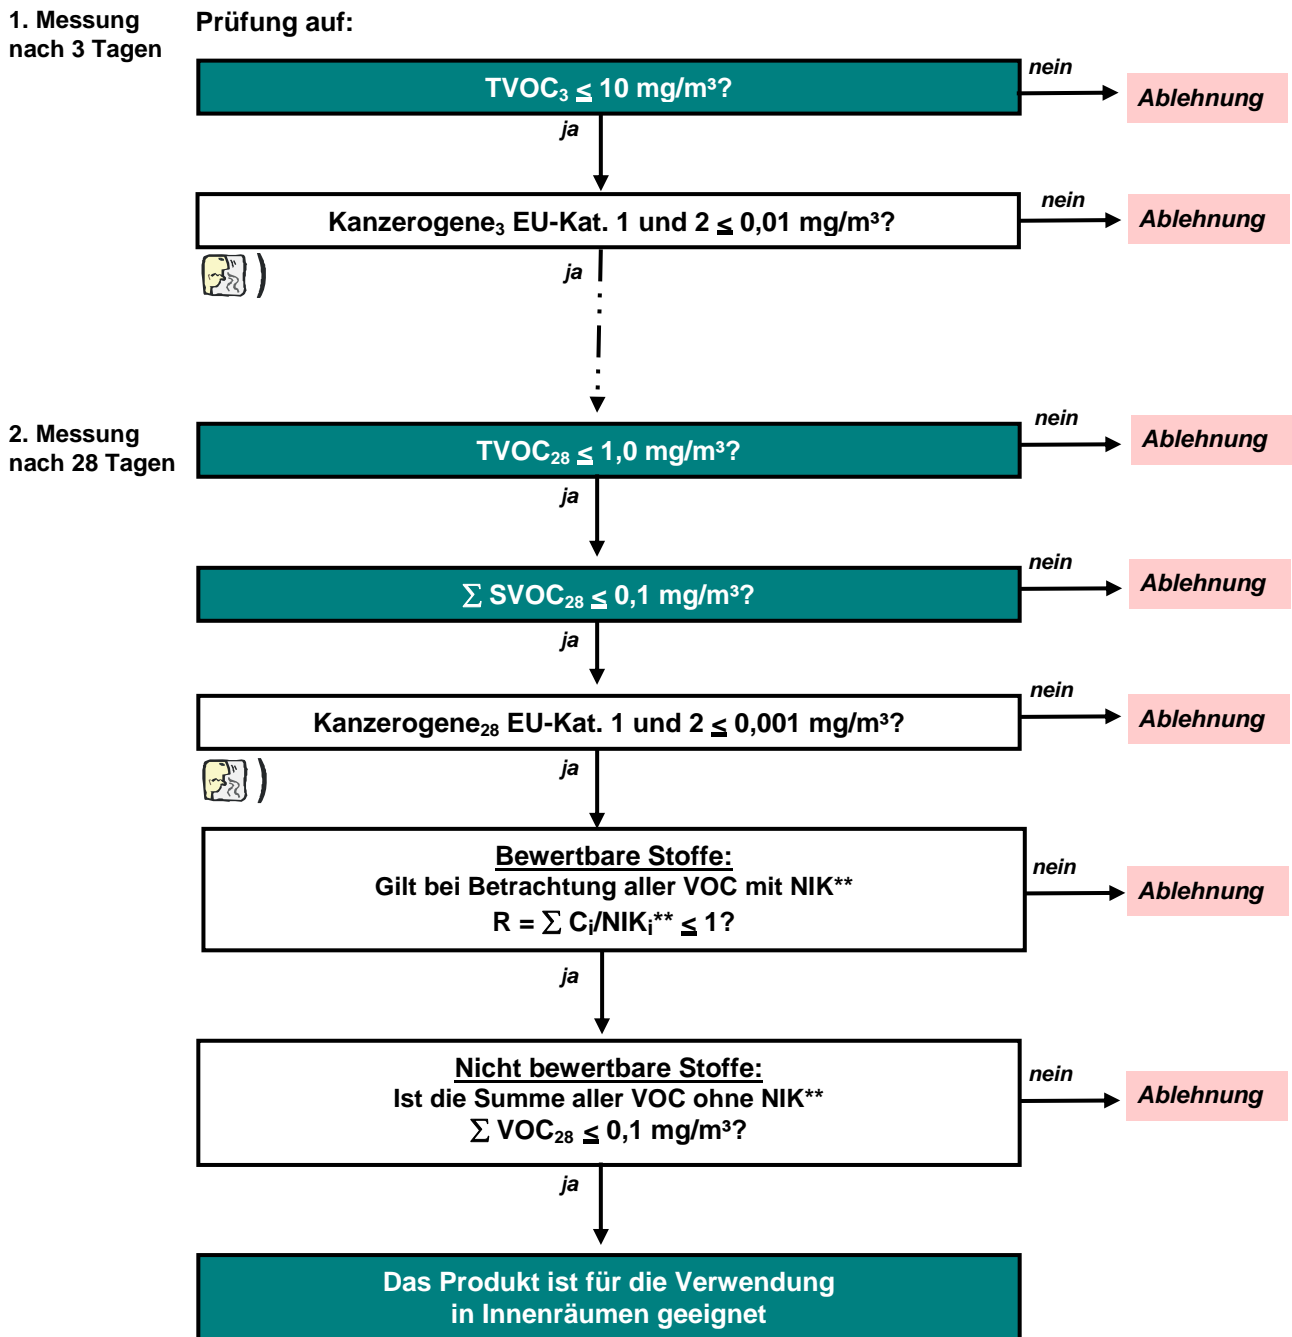 1. Messung
nach 3 Tagen
Prüfung auf:
TVOC₃ ≤ 10 mg/m³?
nein
Ablehnung
ja
Kanzerogene₃ EU-Kat. 1 und 2 ≤ 0,01 mg/m³?
nein
Ablehnung
)
ja
2. Messung
nach 28 Tagen
TVOC₂₈ ≤ 1,0 mg/m³?
nein
Ablehnung
ja
∑ SVOC₂₈ ≤ 0,1 mg/m³?
nein
Ablehnung
ja
Kanzerogene₂₈ EU-Kat. 1 und 2 ≤ 0,001 mg/m³?
nein
Ablehnung
)
ja
Bewertbare Stoffe:
Gilt bei Betrachtung aller VOC mit NIK**
R = ∑ Cᵢ/NIKᵢ** ≤ 1?
nein
Ablehnung
ja
Nicht bewertbare Stoffe:
Ist die Summe aller VOC ohne NIK**
∑ VOC₂₈ ≤ 0,1 mg/m³?
nein
Ablehnung
ja
Das Produkt ist für die Verwendung
in Innenräumen geeignet